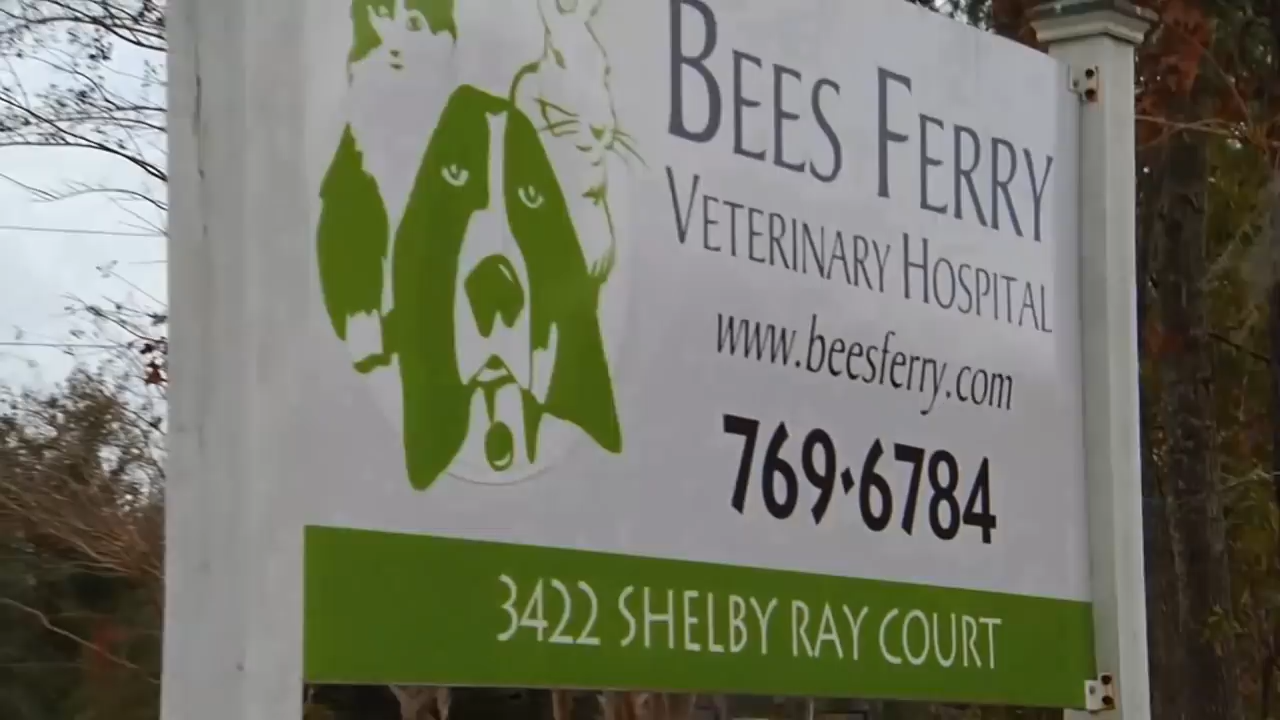 BEES FERRY
VETERINARY HOSPITAL
www.beesferry.com
769·6784
3422 SHELBY RAY COURT